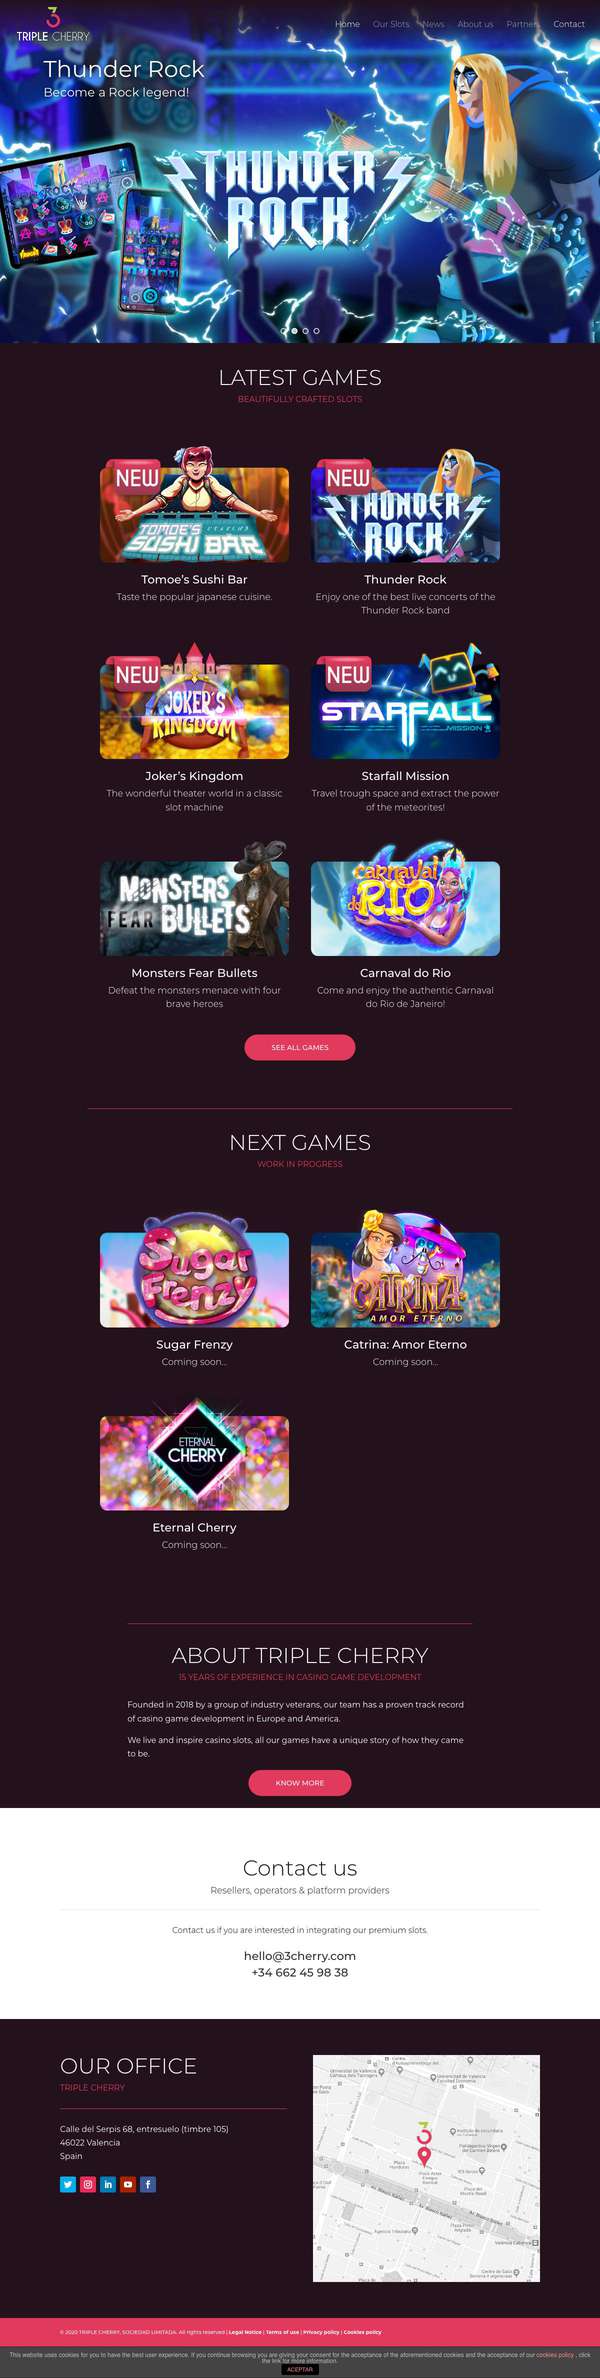 3
TRIPLE CHERRY
Home Our Slots News About us Partners Contact
Thunder Rock
Become a Rock legend!
THUNDER
ROCK
LATEST GAMES
BEAUTIFULLY CRAFTED SLOTS
NEW
TOMOE'S
SUSHI BAR
NEW
THUNDER
ROCK
Tomoe's Sushi Bar
Taste the popular japanese cuisine.
Thunder Rock
Enjoy one of the best live concerts of the
Thunder Rock band
NEW
JOKER'S
KINGDOM
NEW
STARFALL
MISSION
Joker's Kingdom
The wonderful theater world in a classic
slot machine
Starfall Mission
Travel trough space and extract the power
of the meteorites!
MONSTERS
FEAR BULLETS
carnaval
do RIO
Monsters Fear Bullets
Defeat the monsters menace with four
brave heroes
Carnaval do Rio
Come and enjoy the authentic Carnaval
do Rio de Janeiro!
SEE ALL GAMES
NEXT GAMES
WORK IN PROGRESS
Sugar
Frenzy
CATRINA
AMOR ETERNO
Sugar Frenzy
Coming soon...
Catrina: Amor Eterno
Coming soon...
ETERNAL
CHERRY
Eternal Cherry
Coming soon...
ABOUT TRIPLE CHERRY
15 YEARS OF EXPERIENCE IN CASINO GAME DEVELOPMENT
Founded in 2018 by a group of industry veterans, our team has a proven track record
of casino game development in Europe and America.
We live and inspire casino slots, all our games have a unique story of how they came
to be.
KNOW MORE
Contact us
Resellers, operators & platform providers
Contact us if you are interested in integrating our premium slots.
hello@3cherry.com
+34 662 45 98 38
OUR OFFICE
TRIPLE CHERRY
Calle del Serpis 68, entresuelo (timbre 105)
46022 Valencia
Spain
© 2020 TRIPLE CHERRY, SOCIEDAD LIMITADA. All rights reserved | Legal Notice | Terms of use | Privacy policy | Cookies policy
This website uses cookies for you to have the best user experience. If you continue browsing you are giving your consent for the acceptance of the aforementioned cookies and the acceptance of our cookies policy , click
the link for more information.
ACEPTAR